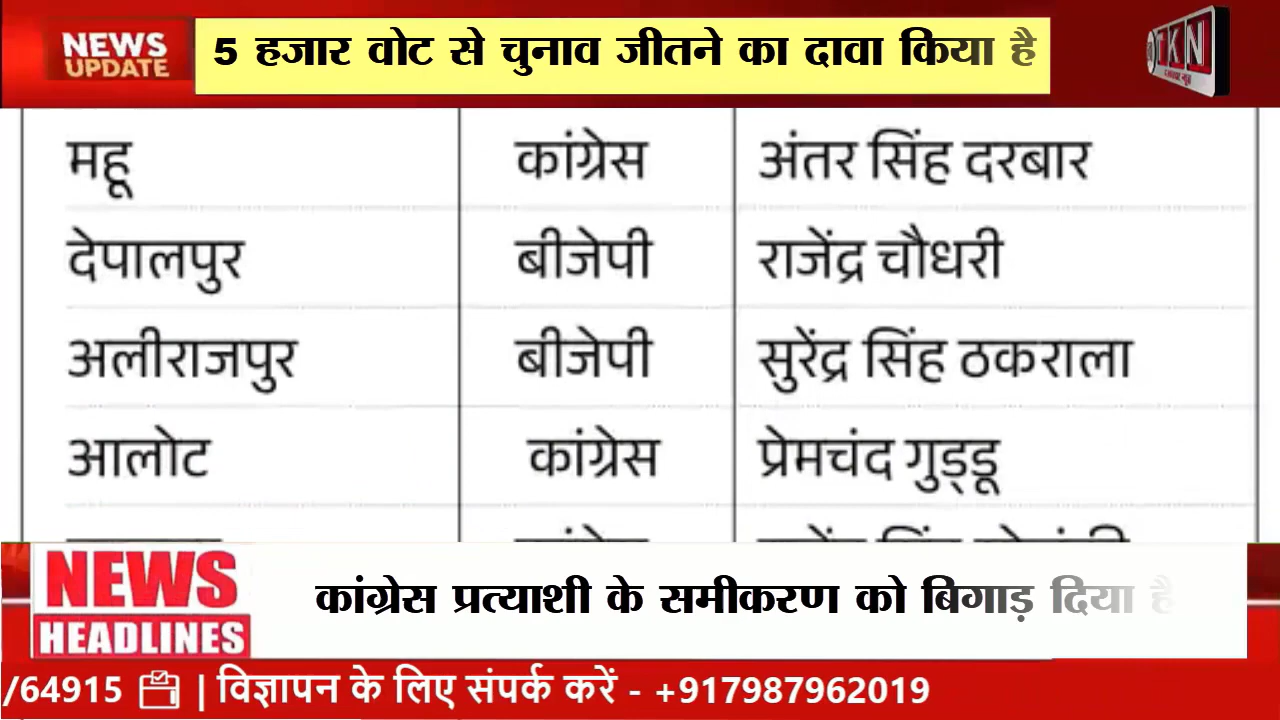 NEWS
UPDATE
5 हजार वोट से चुनाव जीतने का दावा किया है
TKN
महू कांग्रेस अंतर सिंह दरबार
देपालपुर बीजेपी राजेंद्र चौधरी
अलीराजपुर बीजेपी सुरेंद्र सिंह ठकराला
आलोट कांग्रेस प्रेमचंद गुड्डू
NEWS
HEADLINES
कांग्रेस प्रत्याशी के समीकरण को बिगाड़ दिया है
/64915 | विज्ञापन के लिए संपर्क करें - +917987962019